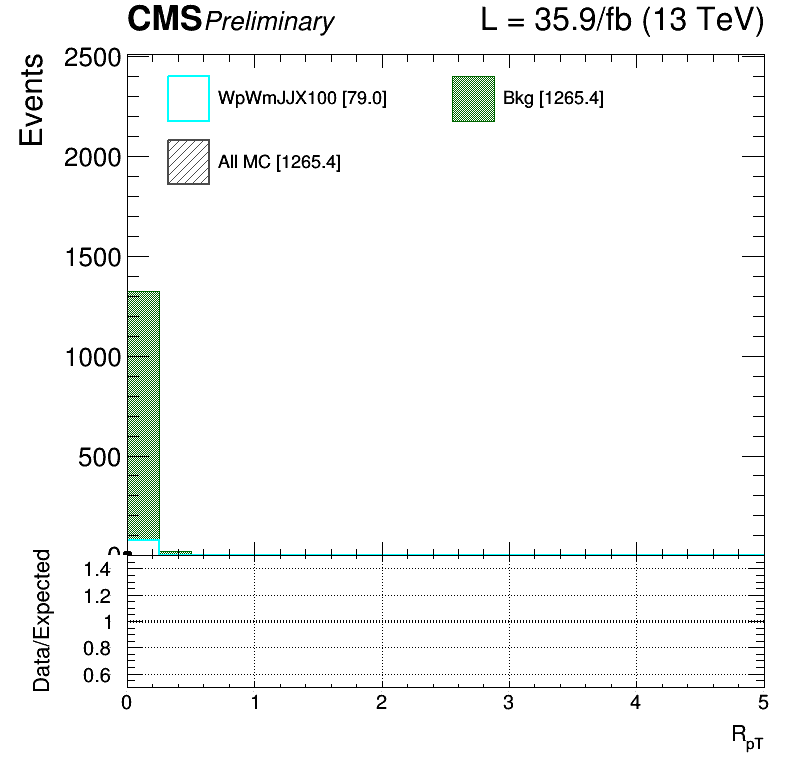 CMS Preliminary L = 35.9/fb (13 TeV)
Events
2500
2000
1500
1000
500
0
WpWmJJX100 [79.0]
Bkg [1265.4]
All MC [1265.4]
Data/Expected
1.4
1.2
1
0.8
0.6
0 1 2 3 4 5
R_pT